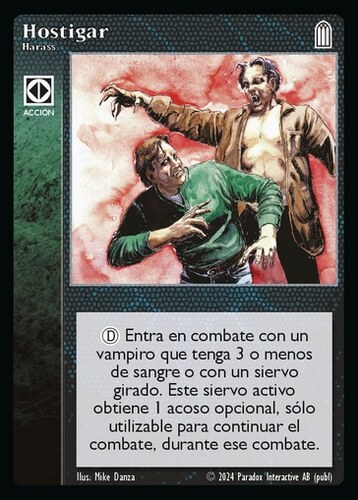 Hostigar
Harass
ACCIÓN
D Entra en combate con un
vampiro que tenga 3 o menos
de sangre o con un siervo
girado. Este siervo activo
obtiene 1 acoso opcional, sólo
utilizable para continuar el
combate, durante ese combate.
Ilus. Mike Danza © 2024 Paradox Interactive AB (publ)